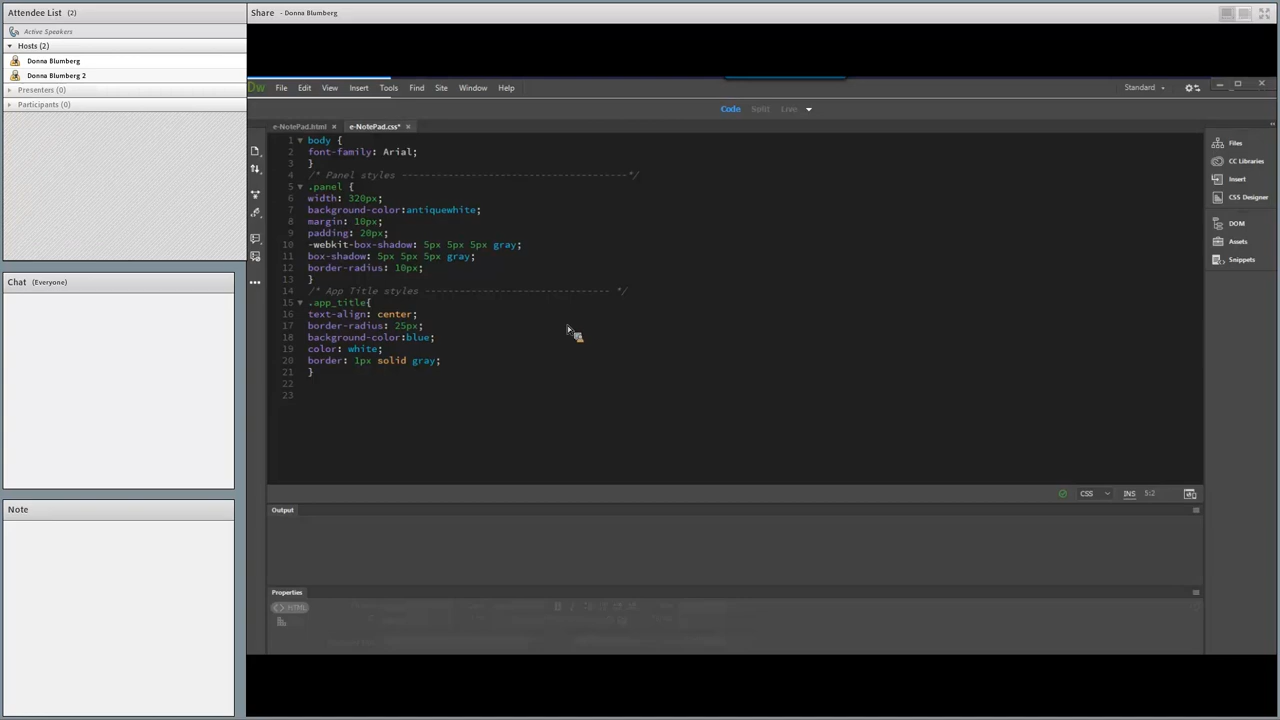 Attendee List (2)
Active Speakers
Hosts (2)
Donna Blumberg
Donna Blumberg 2
Presenters (0)
Participants (0)
Chat (Everyone)
Note
Share - Donna Blumberg
Dw File Edit View Insert Tools Find Site Window Help
Standard
Code Split Live
e-NotePad.html × e-NotePad.css* ×
1 body {
2 font-family: Arial;
3 }
4 /* Panel styles ---------------------------------------*/
5 .panel {
6 width: 320px;
7 background-color:antiquewhite;
8 margin: 10px;
9 padding: 20px;
10 -webkit-box-shadow: 5px 5px 5px gray;
11 box-shadow: 5px 5px 5px gray;
12 border-radius: 10px;
13 }
14 /* App Title styles -------------------------------- */
15 .app_title{
16 text-align: center;
17 border-radius: 25px;
18 background-color:blue;
19 color: white;
20 border: 1px solid gray;
21 }
22
23
CSS INS 5:2
Output
Properties
<> HTML
Files
CC Libraries
Insert
CSS Designer
DOM
Assets
Snippets